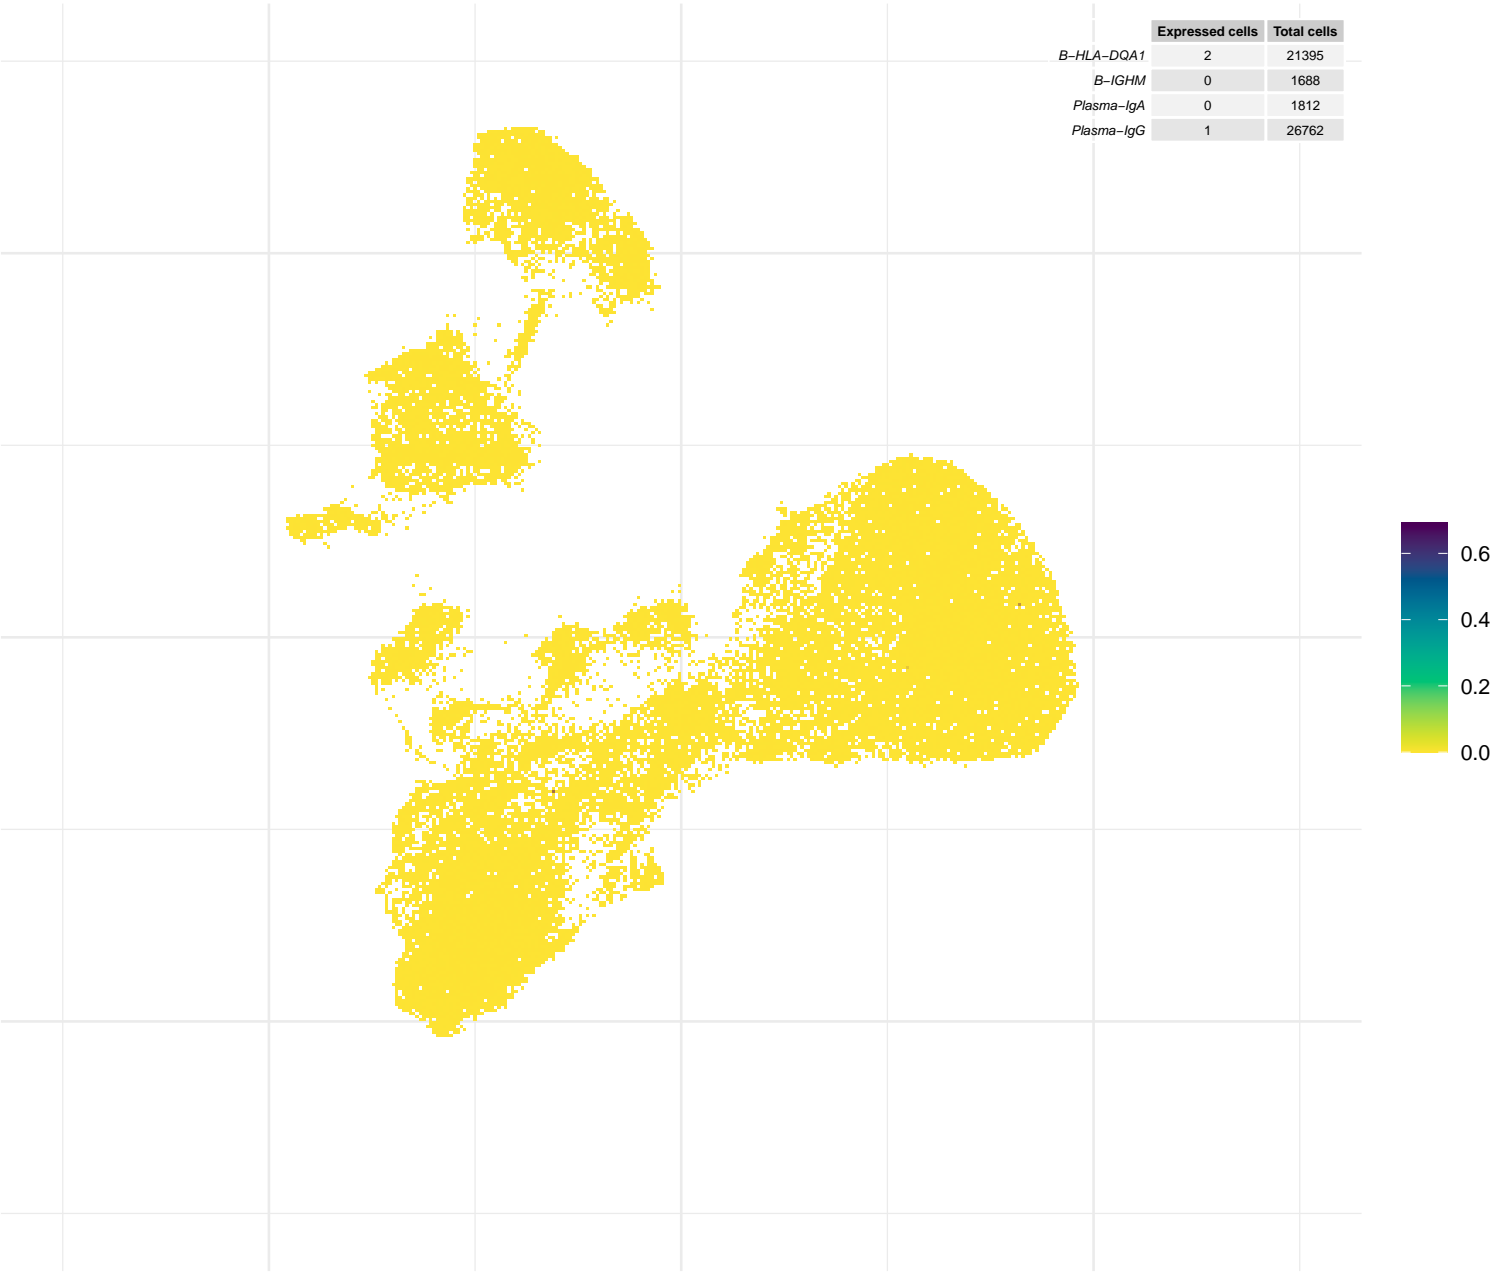 Expressed cells Total cells
B−HLA−DQA1 2 21395
B−IGHM 0 1688
Plasma−IgA 0 1812
Plasma−IgG 1 26762
0.6
0.4
0.2
0.0